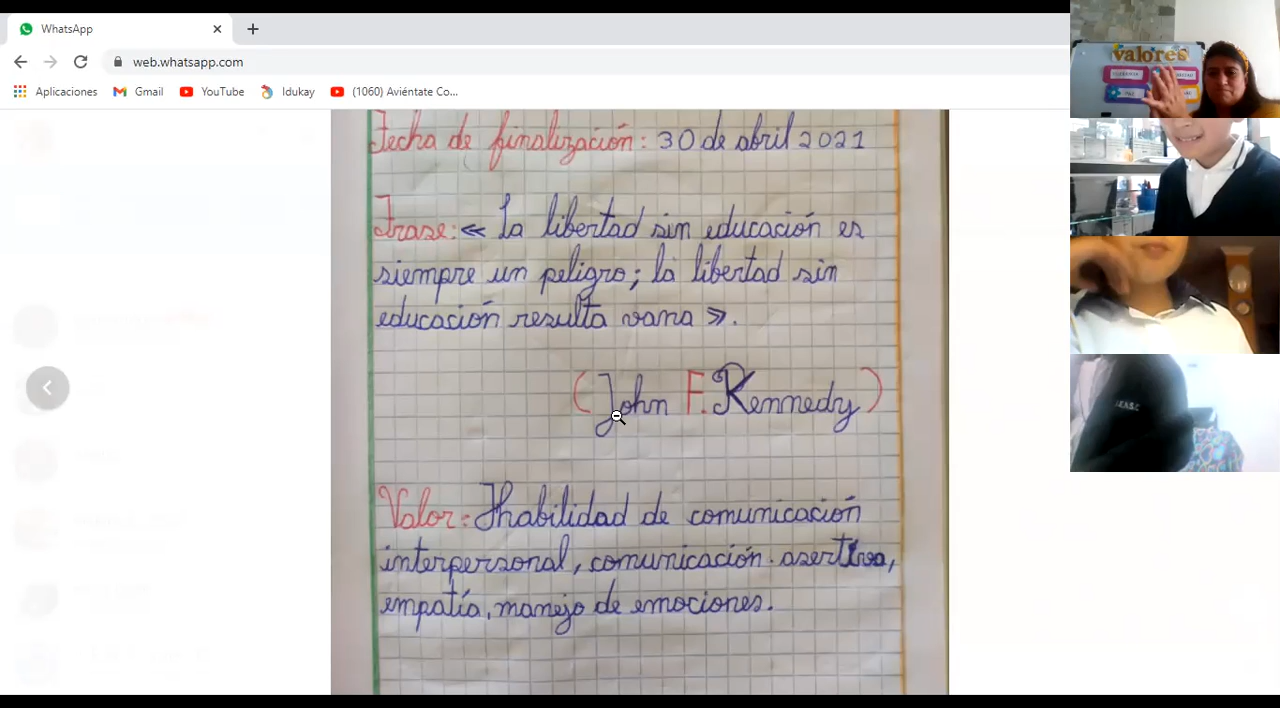 WhatsApp
web.whatsapp.com
Aplicaciones Gmail YouTube Idukay (1060) Aviéntate Co...
Fecha de finalización: 30 de abril 2021
Frase: « La libertad sin educación es
siempre un peligro; la libertad sin
educación resulta vana ».
(John F. Kennedy)
Valor: Habilidad de comunicación
interpersonal, comunicación asertiva,
empatía, manejo de emociones.
valores
PAZ